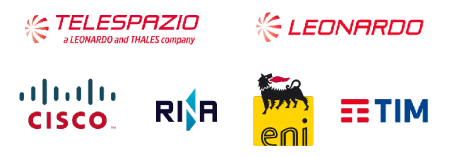 TELESPAZIO
a LEONARDO and THALES company
LEONARDO
CISCO
RINA
eni
TIM